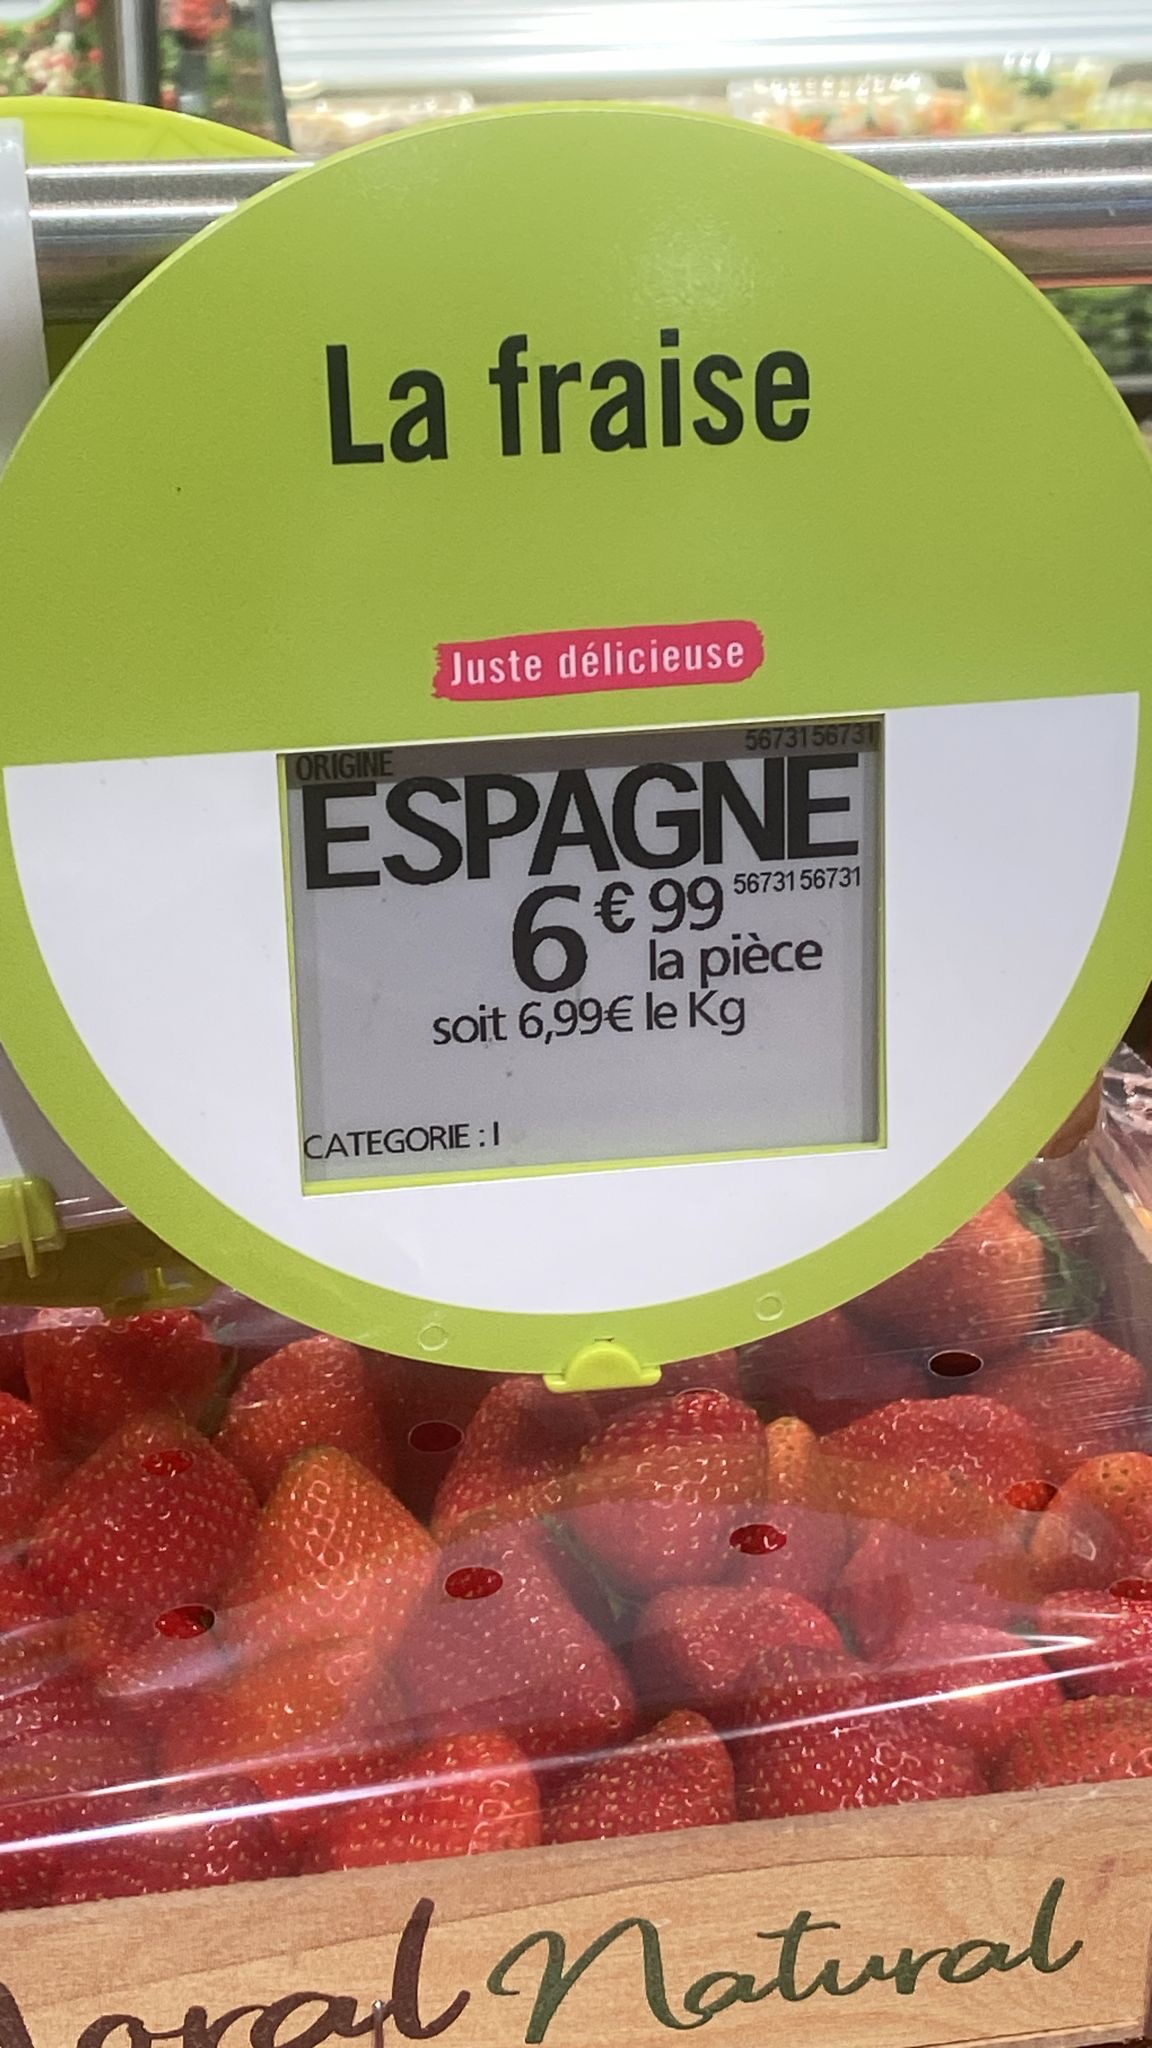 La fraise
Juste délicieuse
ORIGINE
5673156731
ESPAGNE
6€99
5673156731
la pièce
soit 6,99€ le Kg
CATEGORIE : I
Natural